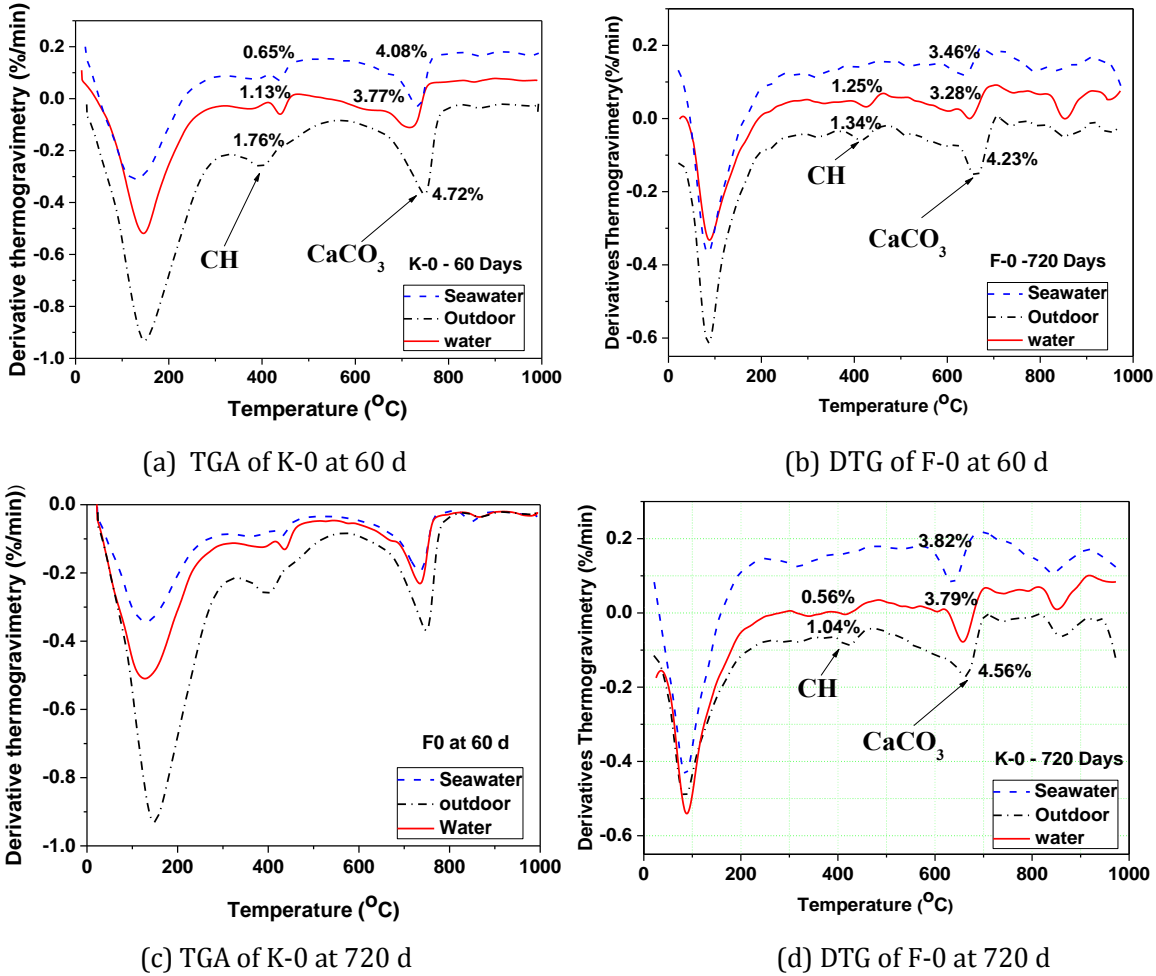 Derivative thermogravimetry (%/min)
0.2
0.0
-0.2
-0.4
-0.6
-0.8
-1.0
0.65%
4.08%
1.13%
3.77%
1.76%
4.72%
CH
CaCO3
K-0 - 60 Days
Seawater
Outdoor
water
0 200 400 600 800 1000
Temperature (OC)
(a) TGA of K-0 at 60 d
DerivativesThermogravimetry(%/min)
0.2
0.0
-0.2
-0.4
-0.6
3.46%
1.25%
3.28%
1.34%
4.23%
CH
CaCO3
F-0 -720 Days
Seawater
Outdoor
water
0 200 400 600 800 1000
Temperature (OC)
(b) DTG of F-0 at 60 d
Derivative thermogravimetry (%/min))
0.0
-0.2
-0.4
-0.6
-0.8
-1.0
F0 at 60 d
Seawater
outdoor
Water
0 200 400 600 800 1000
Temperature (OC)
(c) TGA of K-0 at 720 d
Derivatives Thermogravimetry (%/min)
0.2
0.0
-0.2
-0.4
-0.6
3.82%
0.56%
3.79%
1.04%
4.56%
CH
CaCO3
K-0 - 720 Days
Seawater
Outdoor
water
0 200 400 600 800 1000
Temperature (OC)
(d) DTG of F-0 at 720 d